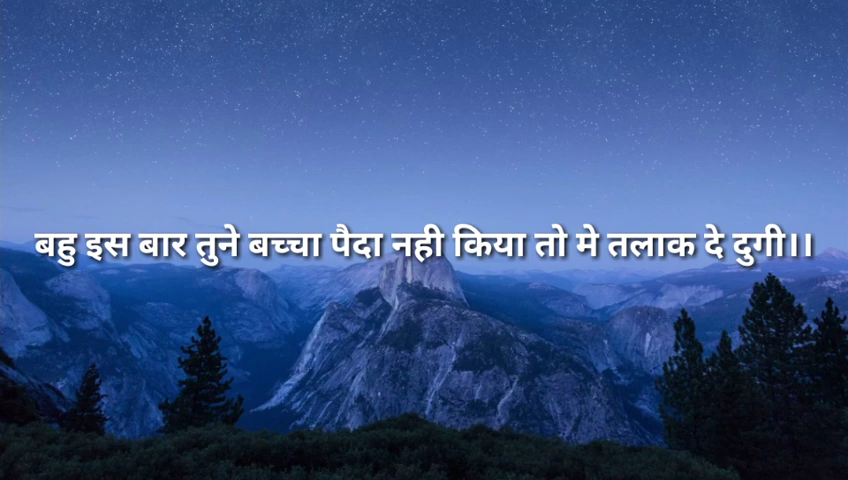 बहु इस बार तुने बच्चा पैदा नही किया तो मे तलाक दे दुगी।।